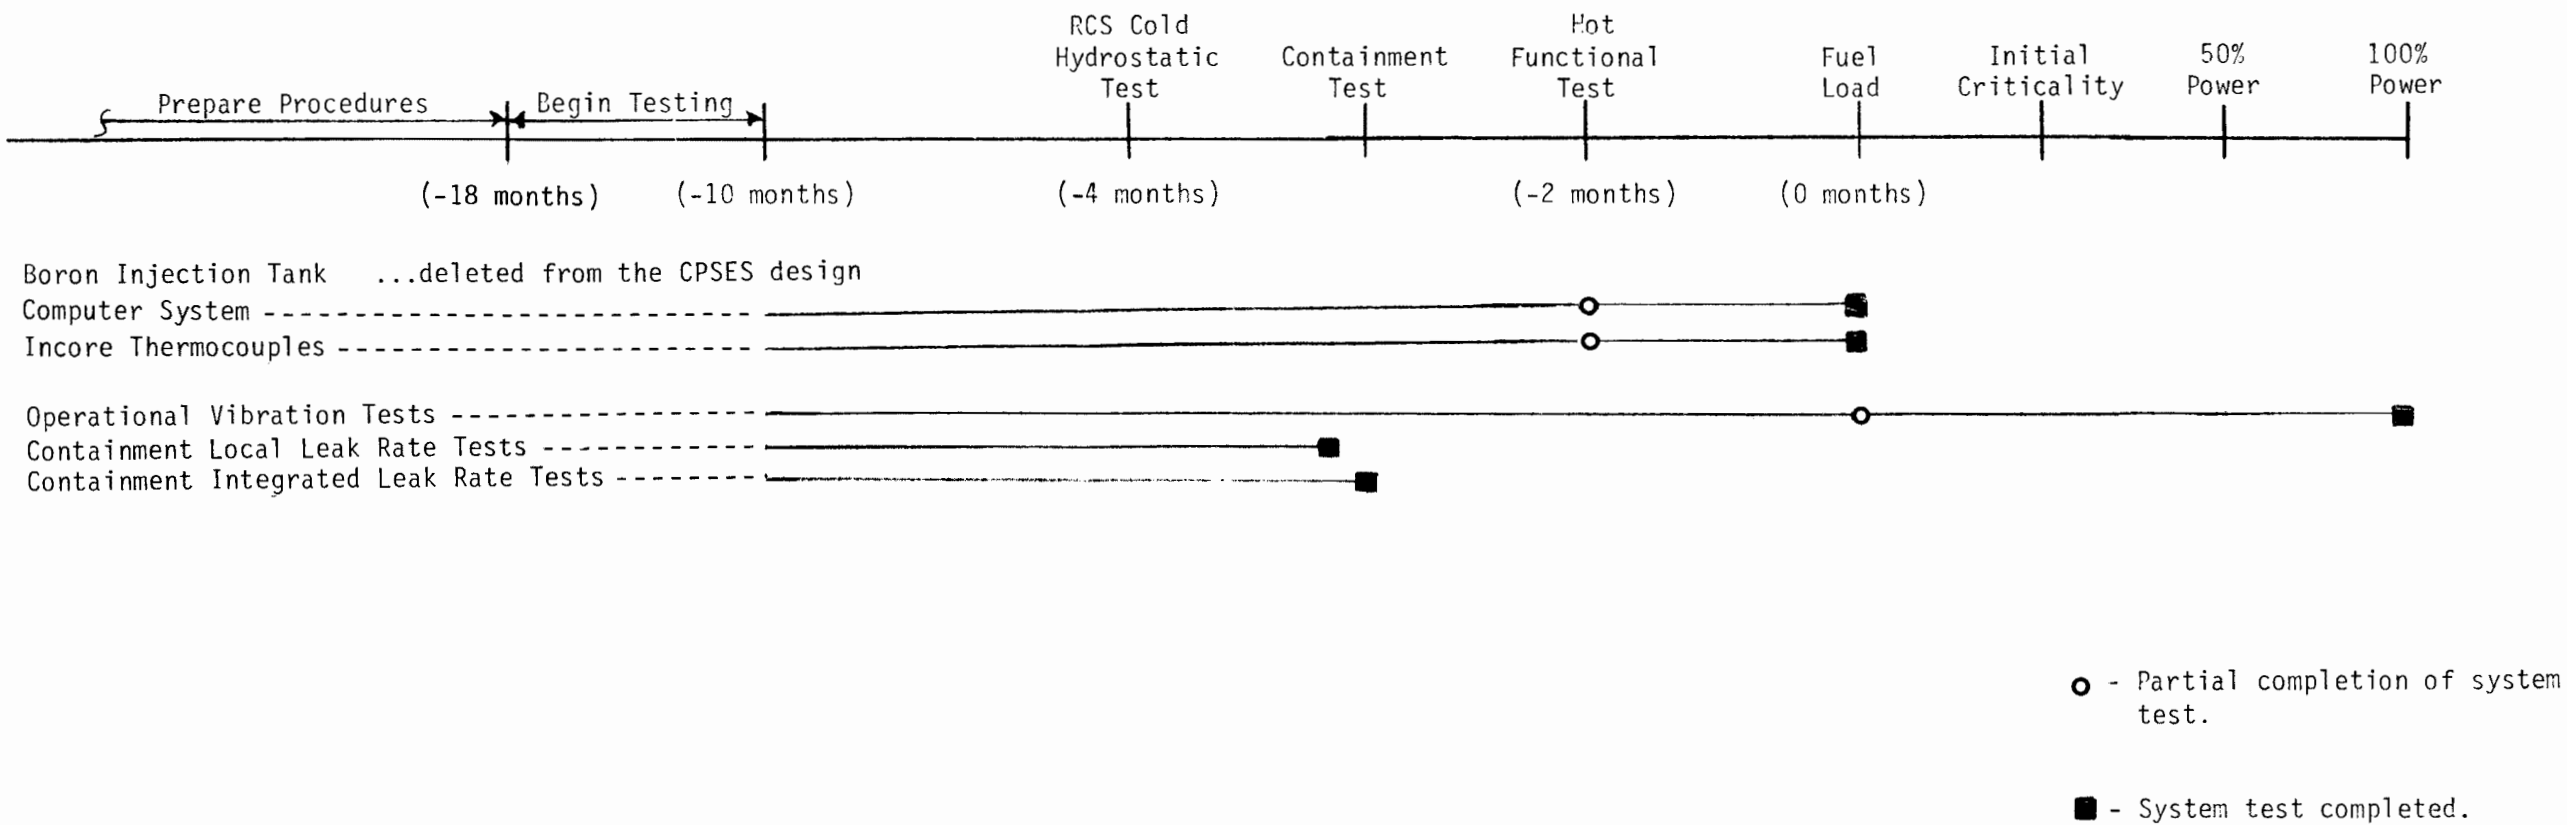 RCS Cold
Hydrostatic
Test
Containment
Test
Hot
Functional
Test
Fuel
Load
Initial
Criticality
50%
Power
100%
Power
Prepare Procedures
Begin Testing
(-18 months)
(-10 months)
(-4 months)
(-2 months)
(0 months)
Boron Injection Tank ...deleted from the CPSES design
Computer System
Incore Thermocouples
Operational Vibration Tests
Containment Local Leak Rate Tests
Containment Integrated Leak Rate Tests
- Partial completion of system
test.
- System test completed.